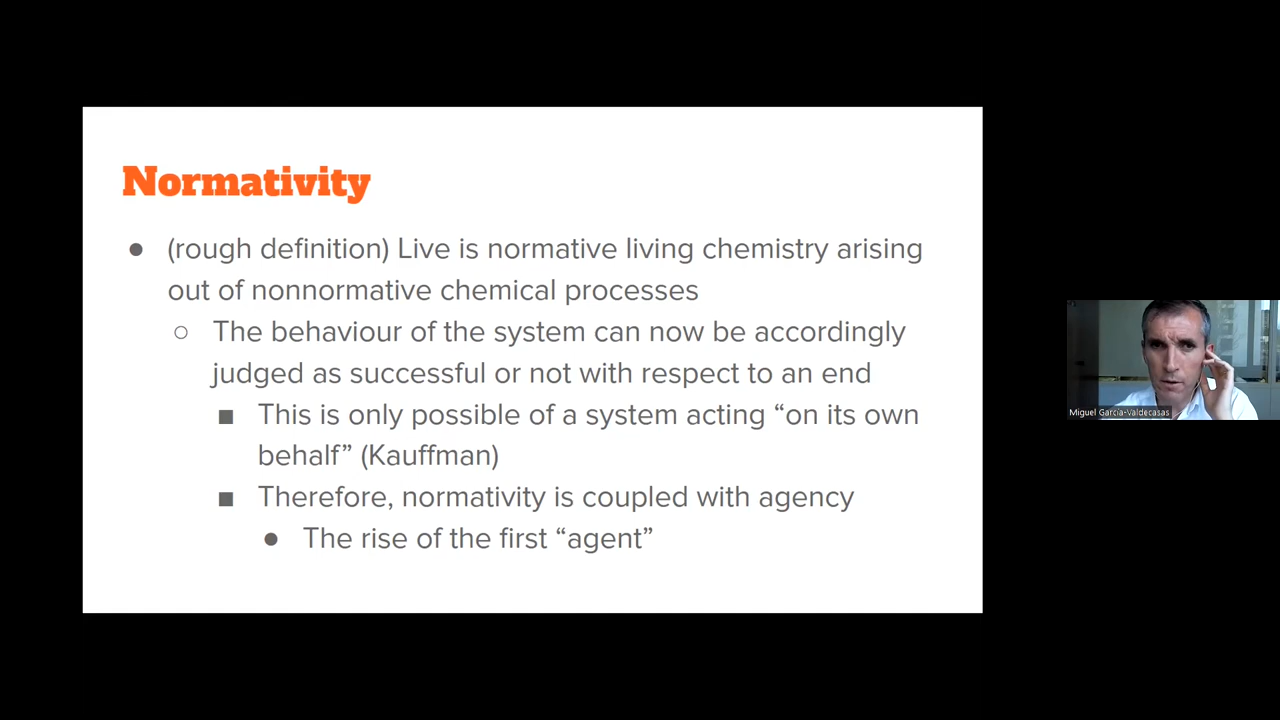 Normativity
● (rough definition) Live is normative living chemistry arising
out of nonnormative chemical processes
○ The behaviour of the system can now be accordingly
judged as successful or not with respect to an end
■ This is only possible of a system acting “on its own
behalf” (Kauffman)
■ Therefore, normativity is coupled with agency
● The rise of the first “agent”
Miguel García-Valdecasas